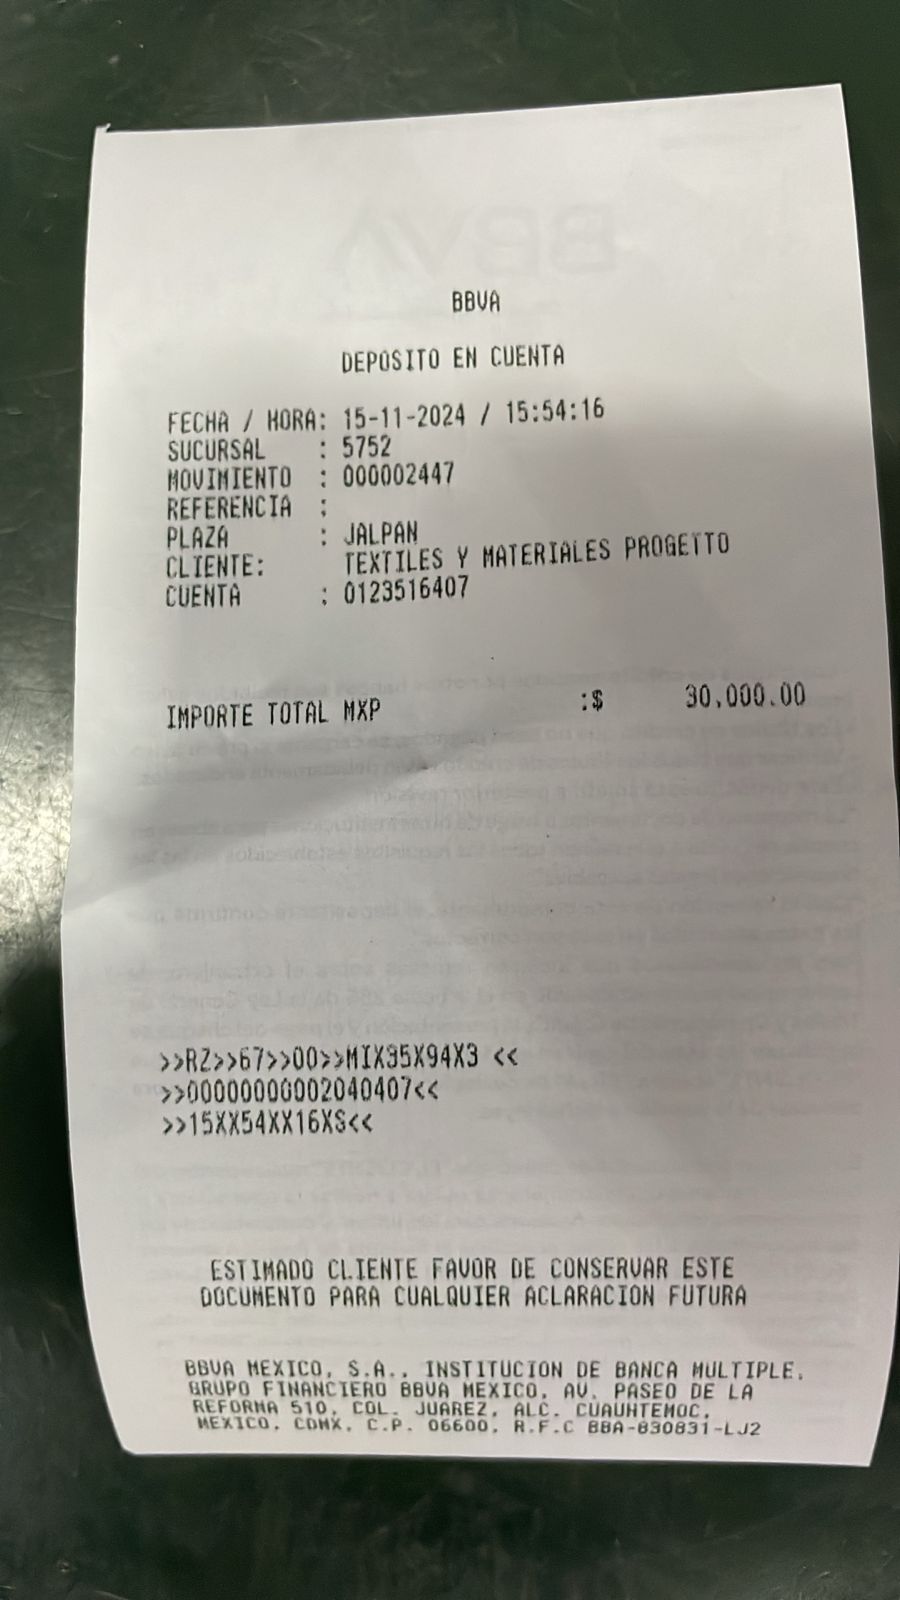 BBVA
DEPOSITO EN CUENTA
FECHA / HORA: 15-11-2024 / 15:54:16
SUCURSAL : 5752
MOVIMIENTO : 000002447
REFERENCIA :
PLAZA : JALPAN
CLIENTE: TEXTILES Y MATERIALES PROGETTO
CUENTA : 0123516407
IMPORTE TOTAL MXP :$ 30,000.00
>>RZ>>67>>00>>MIX35X94X3 <<
>>00000000002040407<<
>>15XX54XX16XS<<
ESTIMADO CLIENTE FAVOR DE CONSERVAR ESTE
DOCUMENTO PARA CUALQUIER ACLARACION FUTURA
BBVA MEXICO, S.A., INSTITUCION DE BANCA MULTIPLE,
GRUPO FINANCIERO BBVA MEXICO, AV. PASEO DE LA
REFORMA 510, COL. JUAREZ, ALC. CUAUHTEMOC,
MEXICO, CDMX, C.P. 06600, R.F.C BBA-830831-LJ2